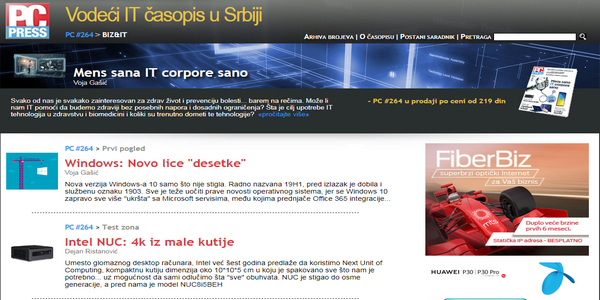 PC
PRESS
Vodeći IT časopis u Srbiji
PC #264 > BIZ&IT
Arhiva brojeva | O časopisu | Postani saradnik | Pretraga
Mens sana IT corpore sano
Voja Gašić
Svako od nas je svakako zainteresovan za zdrav život i prevenciju bolesti... barem na rečima. Može li
nam IT pomoći da budemo zdraviji bez posebnih napora i dosadnih ograničenja? Šta je cilj upotrebe IT
tehnologija u zdravstvu i biomedicini i koliki su trenutno dometi te tehnologije? «pročitajte više»
- PC #264 u prodaji po ceni od 219 din
PC #264 > Prvi pogled
Windows: Novo lice "desetke"
Voja Gašić
Nova verzija Windows-a 10 samo što nije stigla. Radno nazvana 19H1, pred izlazak je dobila i
službenu oznaku 1903. Sve je teže uočiti prave novosti operativnog sistema, jer se Windows 10
zapravo sve više "ukršta" sa Microsoft servisima, među kojima prednjače Office 365 integracije...
PC #264 > Test zona
Intel NUC: 4k iz male kutije
Dejan Ristanović
Umesto glomaznog desktop računara, Intel već šest godina predlaže da koristimo Next Unit of
Computing, kompaktnu kutiju dimenzija oko 10*10*5 cm u koju je spakovano sve što nam je
potrebno... uz mogućnost da sami odlučimo šta "sve" obuhvata. NUC je stigao do osme
generacije, a pred nama je model NUC8i5BEH
FiberBiz
superbrzi optički Internet
za Vaš biznis
Duplo veće brzine
prvih 6 meseci.
Statička IP adresa - BESPLATNO
HUAWEI P30 | P30 Pro